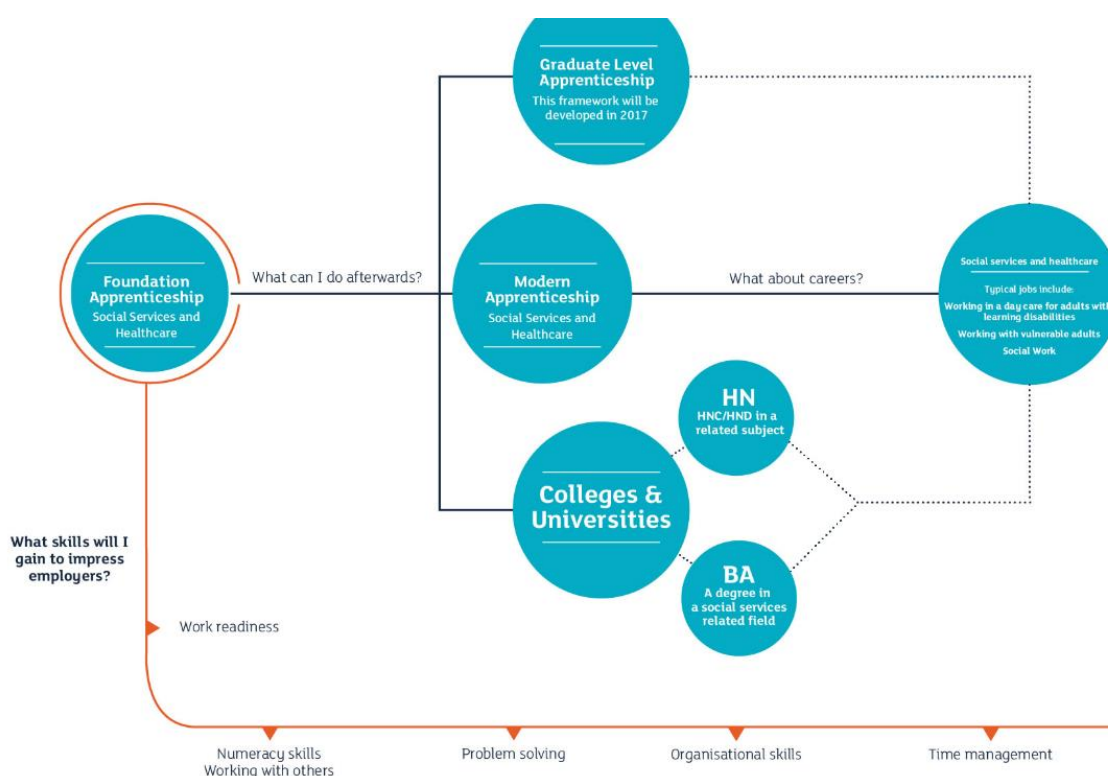 Graduate Level
Apprenticeship
This framework will be
developed in 2017
Foundation
Apprenticeship
Social Services and
Healthcare
What can I do afterwards?
Modern
Apprenticeship
Social Services and
Healthcare
What about careers?
Social services and healthcare
Typical jobs include:
Working in a day care for adults with
learning disabilities
Working with vulnerable adults
Social Work
HN
HNC/HND in a
related subject
Colleges &
Universities
BA
A degree in
a social services
related field
What skills will I
gain to impress
employers?
Work readiness
Numeracy skills
Working with others
Problem solving
Organisational skills
Time management